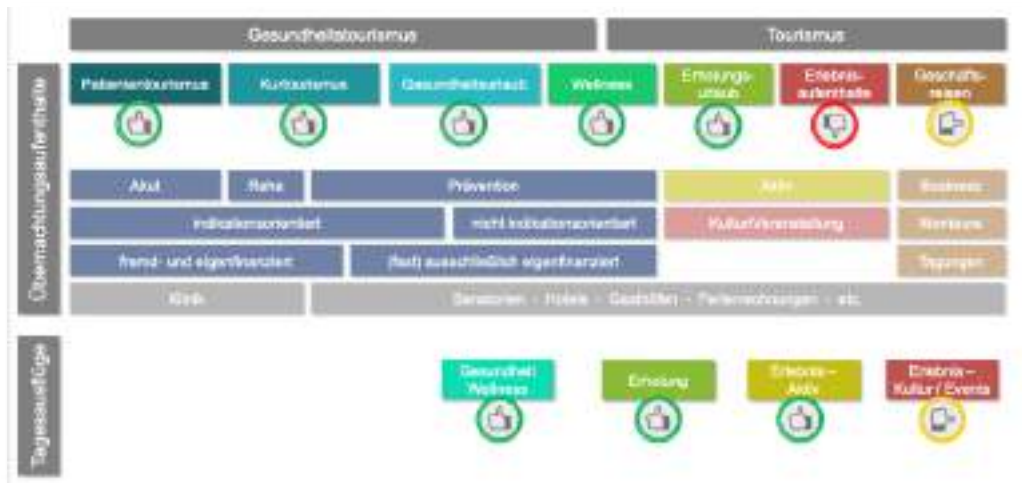 Gesundheitstourismus
Tourismus
Übernachtungsaufenthalte
Patiententourismus
Kurtourismus
Gesundheitsurlaub
Wellness
Erholungs-
urlaub
Erlebnis-
aufenthalte
Geschäfts-
reisen
Akut
Reha
Prävention
Aktiv
Business
indikationsorientiert
nicht indikationsorientiert
Kultur/Veranstaltung
fremd- und eigenfinanziert
(fast) ausschließlich eigenfinanziert
Tagungen
Klinik
Sanatorien - Hotels - Gasthöfe - Ferienwohnungen - etc.
Tagesausflüge
Gesundheit
Wellness
Erholung
Erlebnis –
Aktiv
Erlebnis –
Kultur / Events